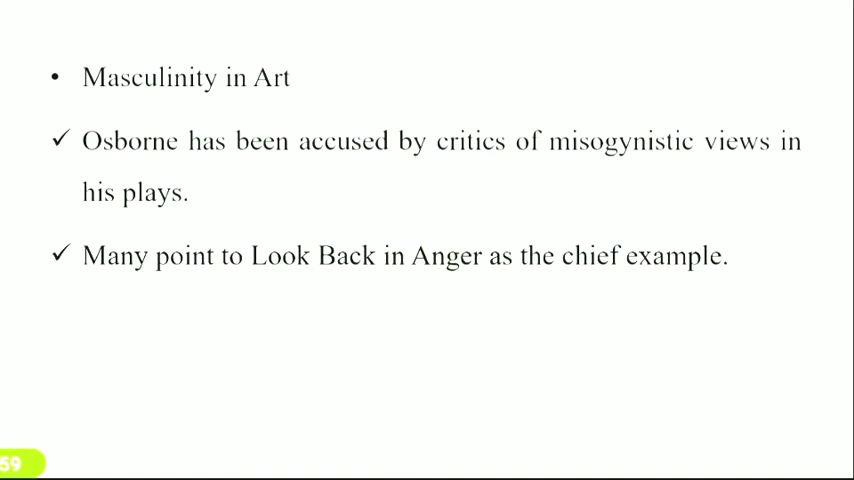 • Masculinity in Art
✓ Osborne has been accused by critics of misogynistic views in
his plays.
✓ Many point to Look Back in Anger as the chief example.
59